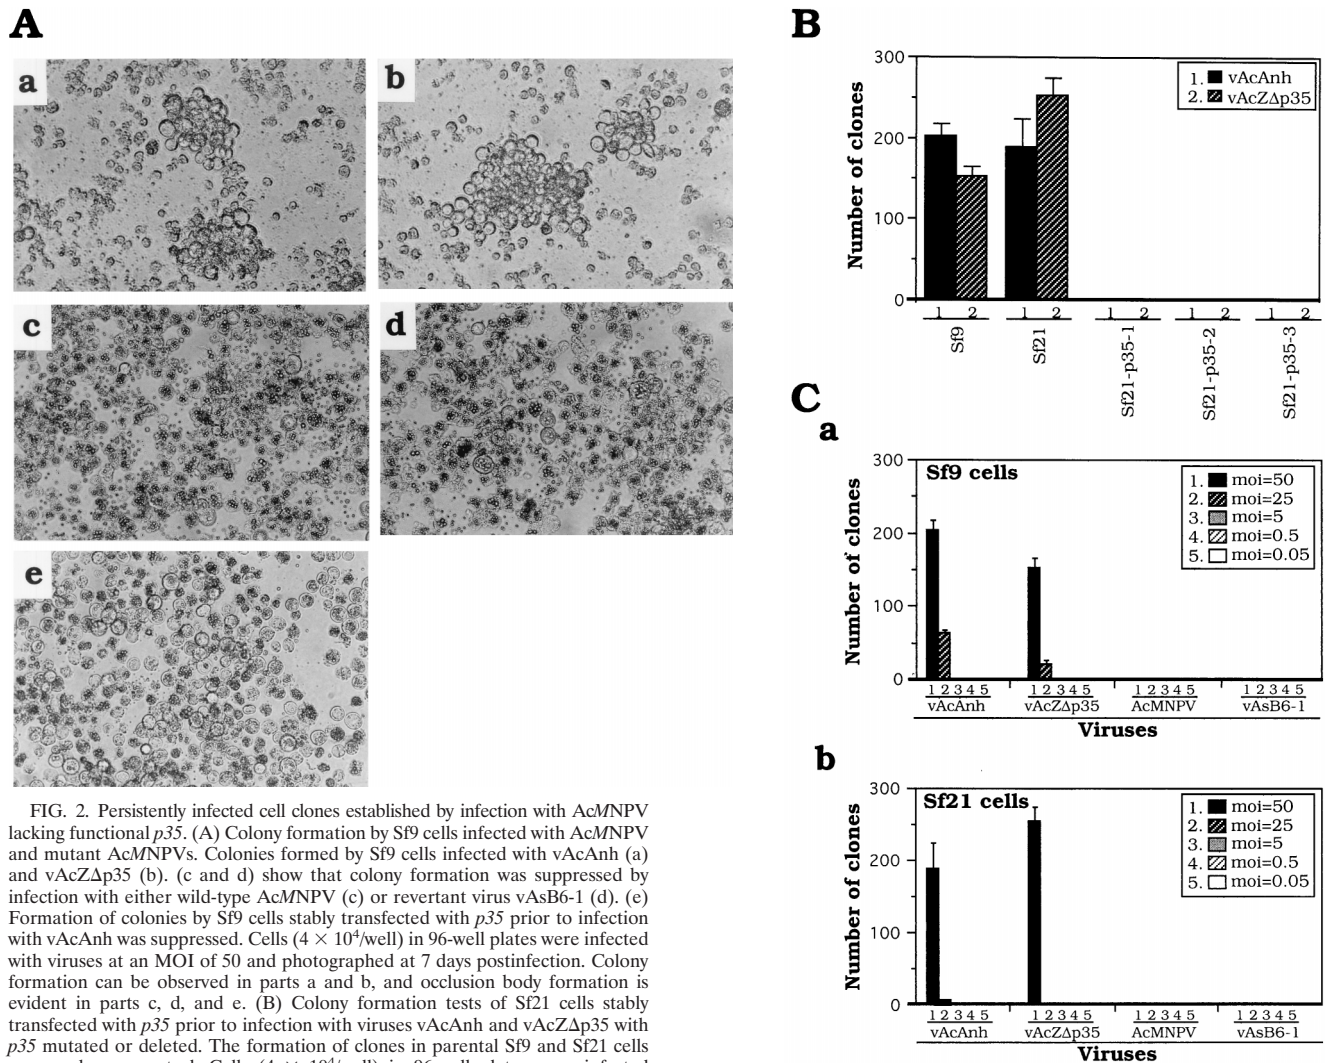 A
a
b
c
d
e
FIG. 2. Persistently infected cell clones established by infection with AcMNPV
lacking functional p35. (A) Colony formation by Sf9 cells infected with AcMNPV
and mutant AcMNPVs. Colonies formed by Sf9 cells infected with vAcAnh (a)
and vAcZΔp35 (b). (c and d) show that colony formation was suppressed by
infection with either wild-type AcMNPV (c) or revertant virus vAsB6-1 (d). (e)
Formation of colonies by Sf9 cells stably transfected with p35 prior to infection
with vAcAnh was suppressed. Cells (4 × 10⁴/well) in 96-well plates were infected
with viruses at an MOI of 50 and photographed at 7 days postinfection. Colony
formation can be observed in parts a and b, and occlusion body formation is
evident in parts c, d, and e. (B) Colony formation tests of Sf21 cells stably
transfected with p35 prior to infection with viruses vAcAnh and vAcZΔp35 with
p35 mutated or deleted. The formation of clones in parental Sf9 and Sf21 cells
B
Number of clones
300
200
100
0
1. vAcAnh
2. vAcZΔp35
1 2 1 2 1 2 1 2 1 2
Sf9
Sf21
Sf21-p35-1
Sf21-p35-2
Sf21-p35-3
C
a
Number of clones
300
200
100
0
Sf9 cells
1. moi=50
2. moi=25
3. moi=5
4. moi=0.5
5. moi=0.05
1 2 3 4 5 1 2 3 4 5 1 2 3 4 5 1 2 3 4 5
vAcAnh vAcZΔp35 AcMNPV vAsB6-1
Viruses
b
Number of clones
300
200
100
0
Sf21 cells
1. moi=50
2. moi=25
3. moi=5
4. moi=0.5
5. moi=0.05
1 2 3 4 5 1 2 3 4 5 1 2 3 4 5 1 2 3 4 5
vAcAnh vAcZΔp35 AcMNPV vAsB6-1
Viruses